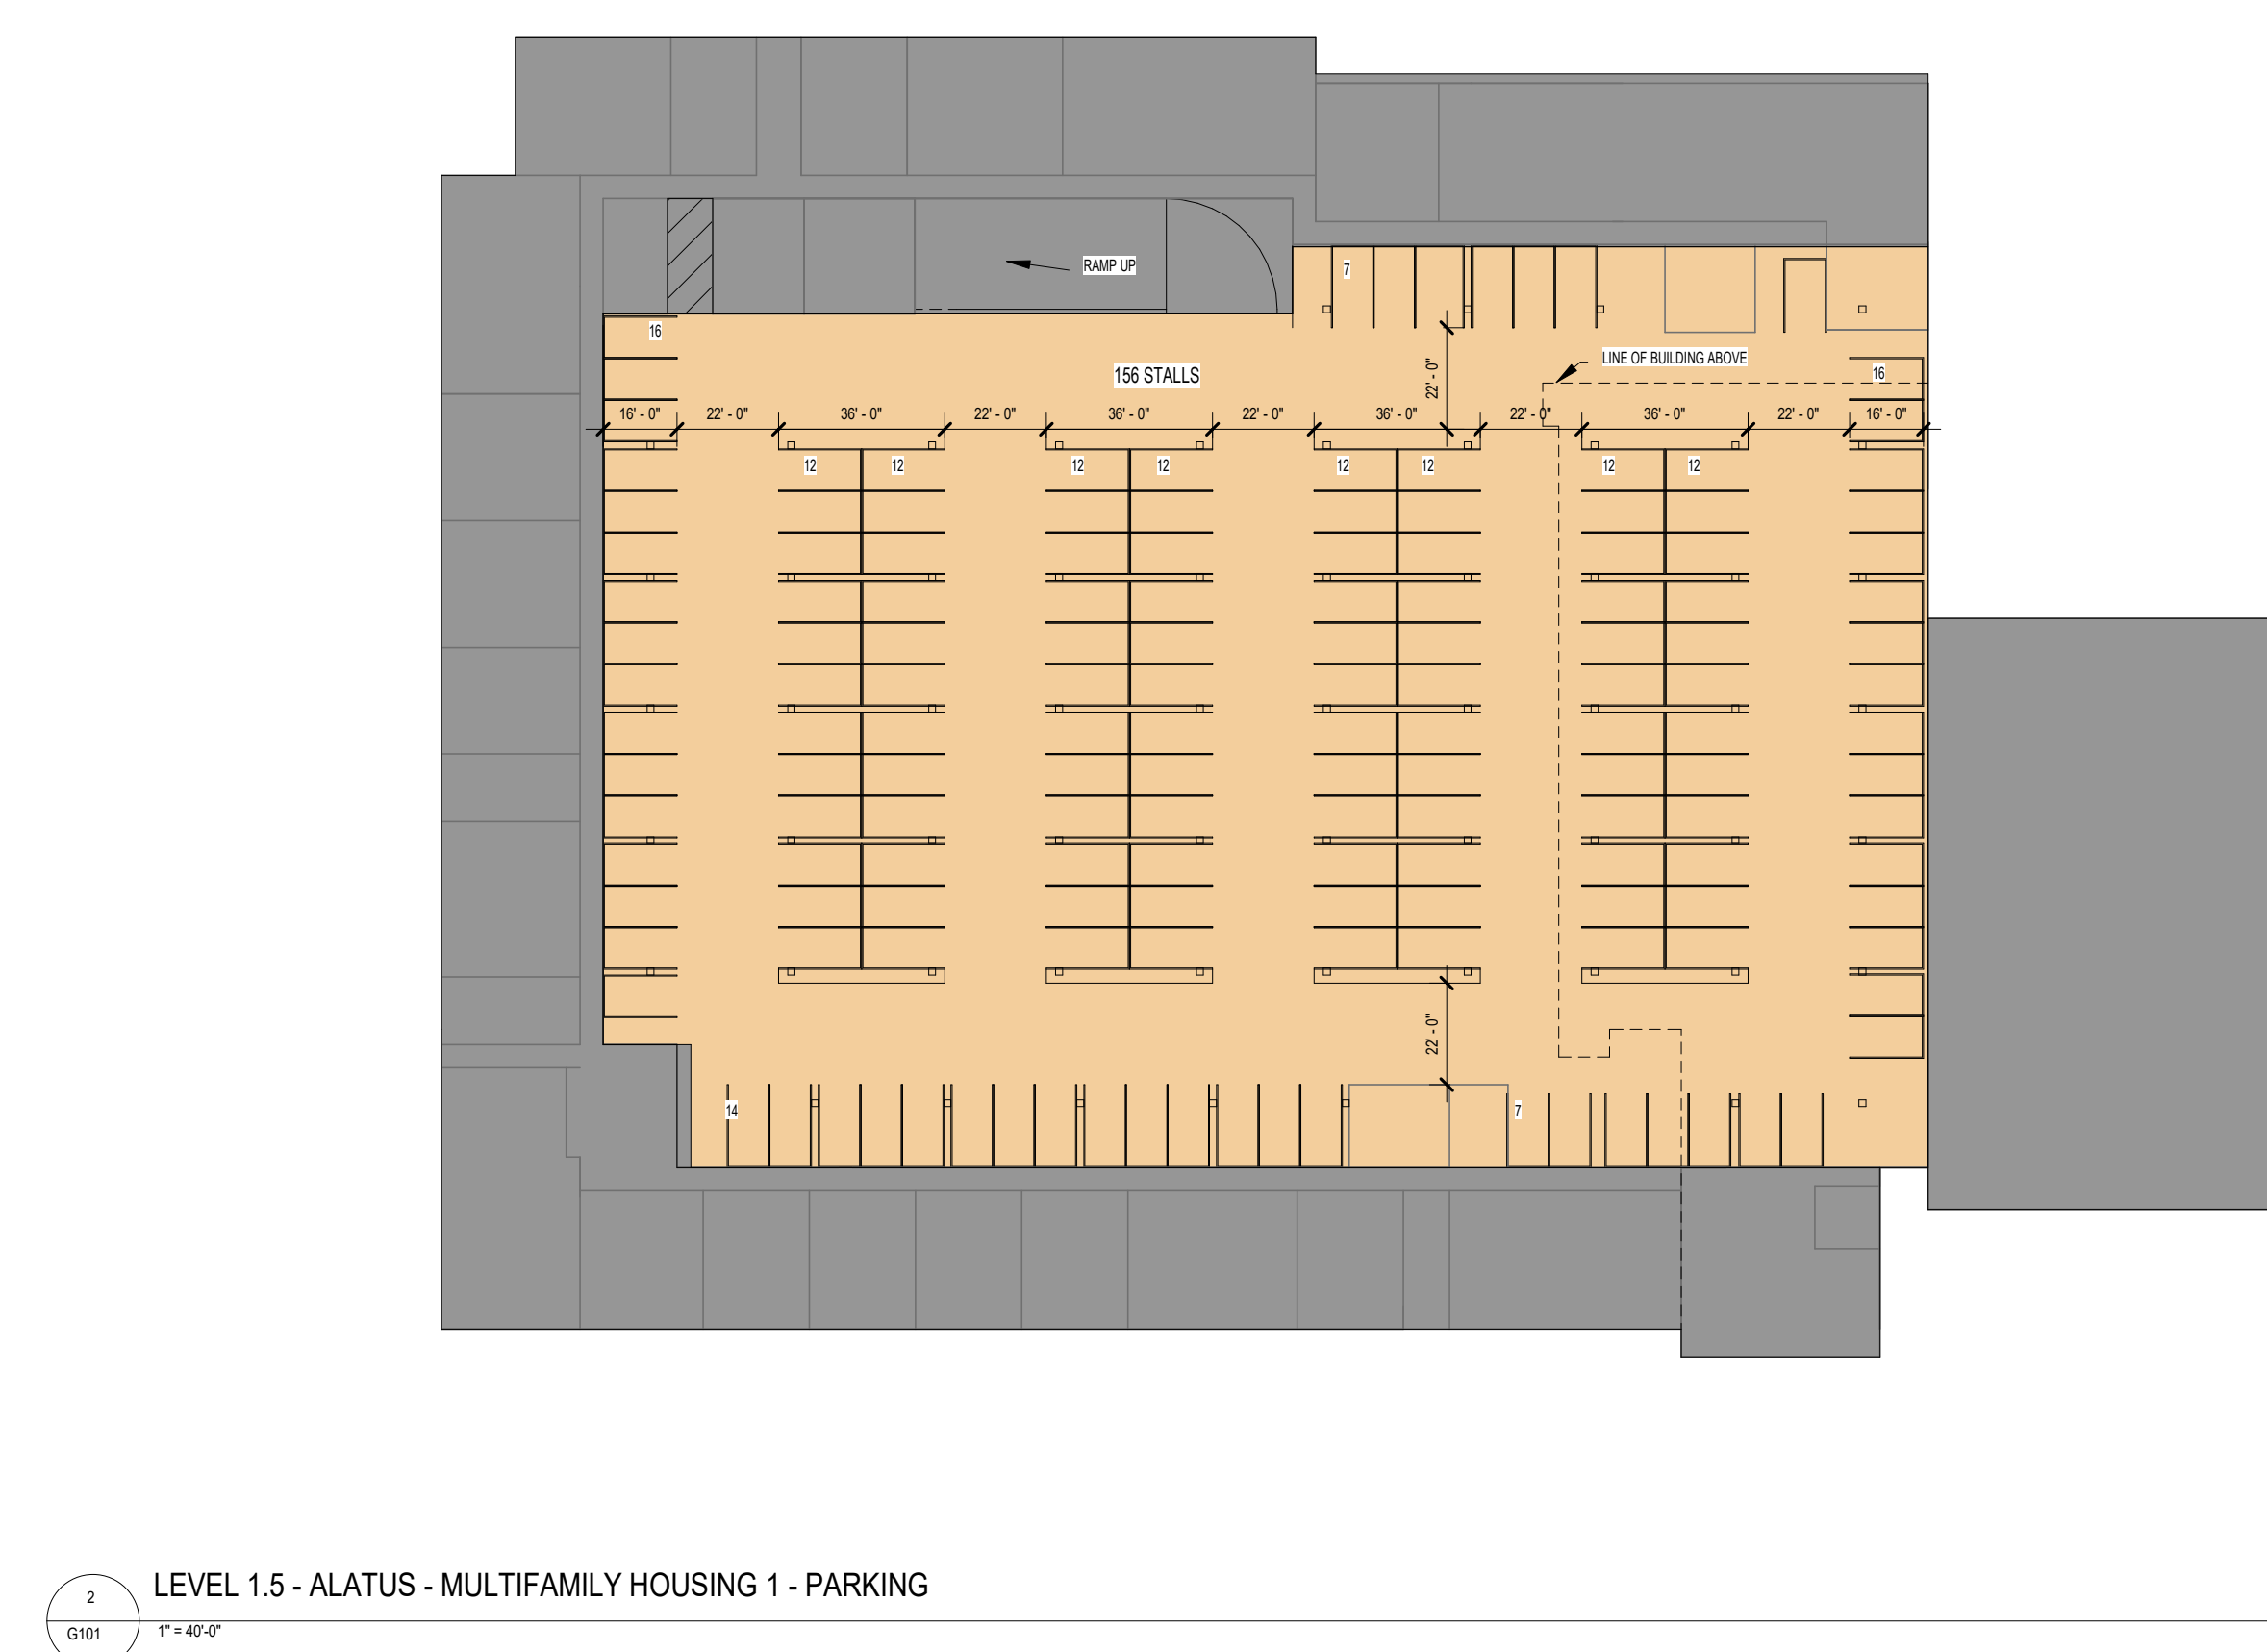 RAMP UP
7
16
LINE OF BUILDING ABOVE
156 STALLS
16
22' - 0"
16' - 0" 22' - 0" 36' - 0" 22' - 0" 36' - 0" 22' - 0" 36' - 0" 22' - 0" 36' - 0" 22' - 0" 16' - 0"
12 12 12 12 12 12 12 12
22' - 0"
14 7
2
LEVEL 1.5 - ALATUS - MULTIFAMILY HOUSING 1 - PARKING
G101
1" = 40'-0"